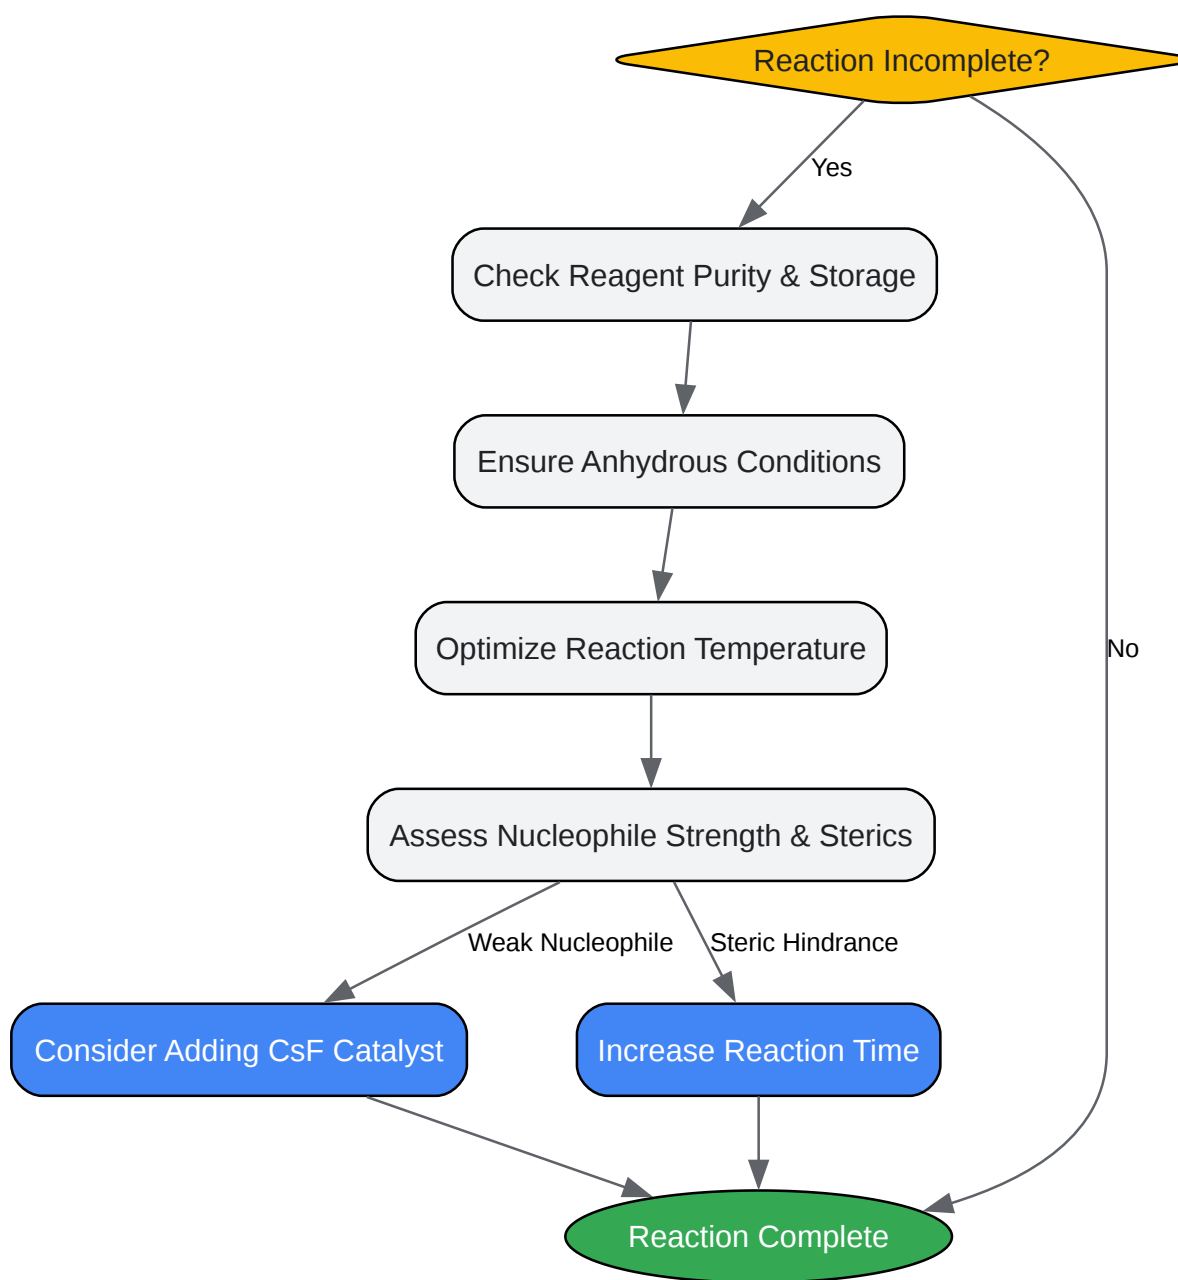 Reaction Incomplete?
Yes
Check Reagent Purity & Storage
Ensure Anhydrous Conditions
Optimize Reaction Temperature
No
Assess Nucleophile Strength & Sterics
Weak Nucleophile
Steric Hindrance
Consider Adding CsF Catalyst
Increase Reaction Time
Reaction Complete